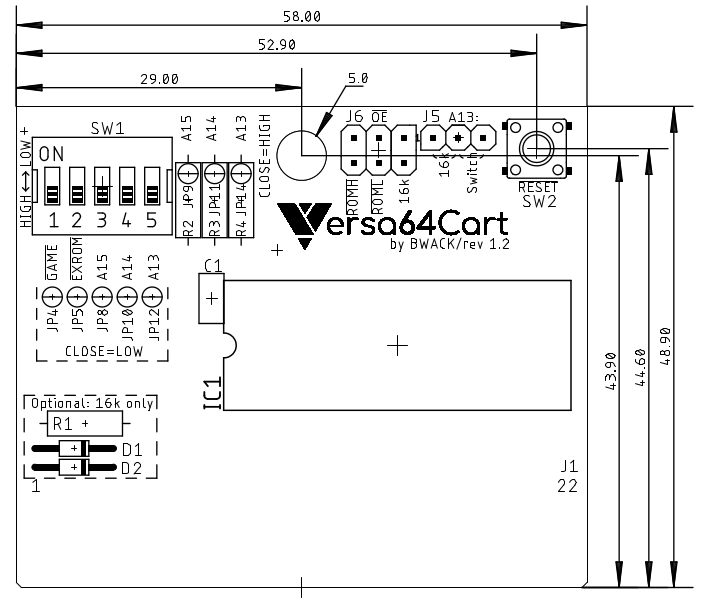 58.00
52.90
29.00
5.0
J6 OE
J5 A13:
SW1
A15
A14
A13
CLOSE=HIGH
ON
1 2 3 4 5
HIGH↔LOW +
R2 JP9
R3 JP11
R4 JP14
ROMH
ROML
16k
1
16k
Switch
RESET
SW2
Versa64Cart
by BWACK/rev 1.2
GAME
EXROM
A15
A14
A13
JP4
JP5
JP8
JP10
JP12
CLOSE=LOW
C1
IC1
Optional: 16k only
R1
D1
D2
1
J1
22
43.90
44.60
48.90